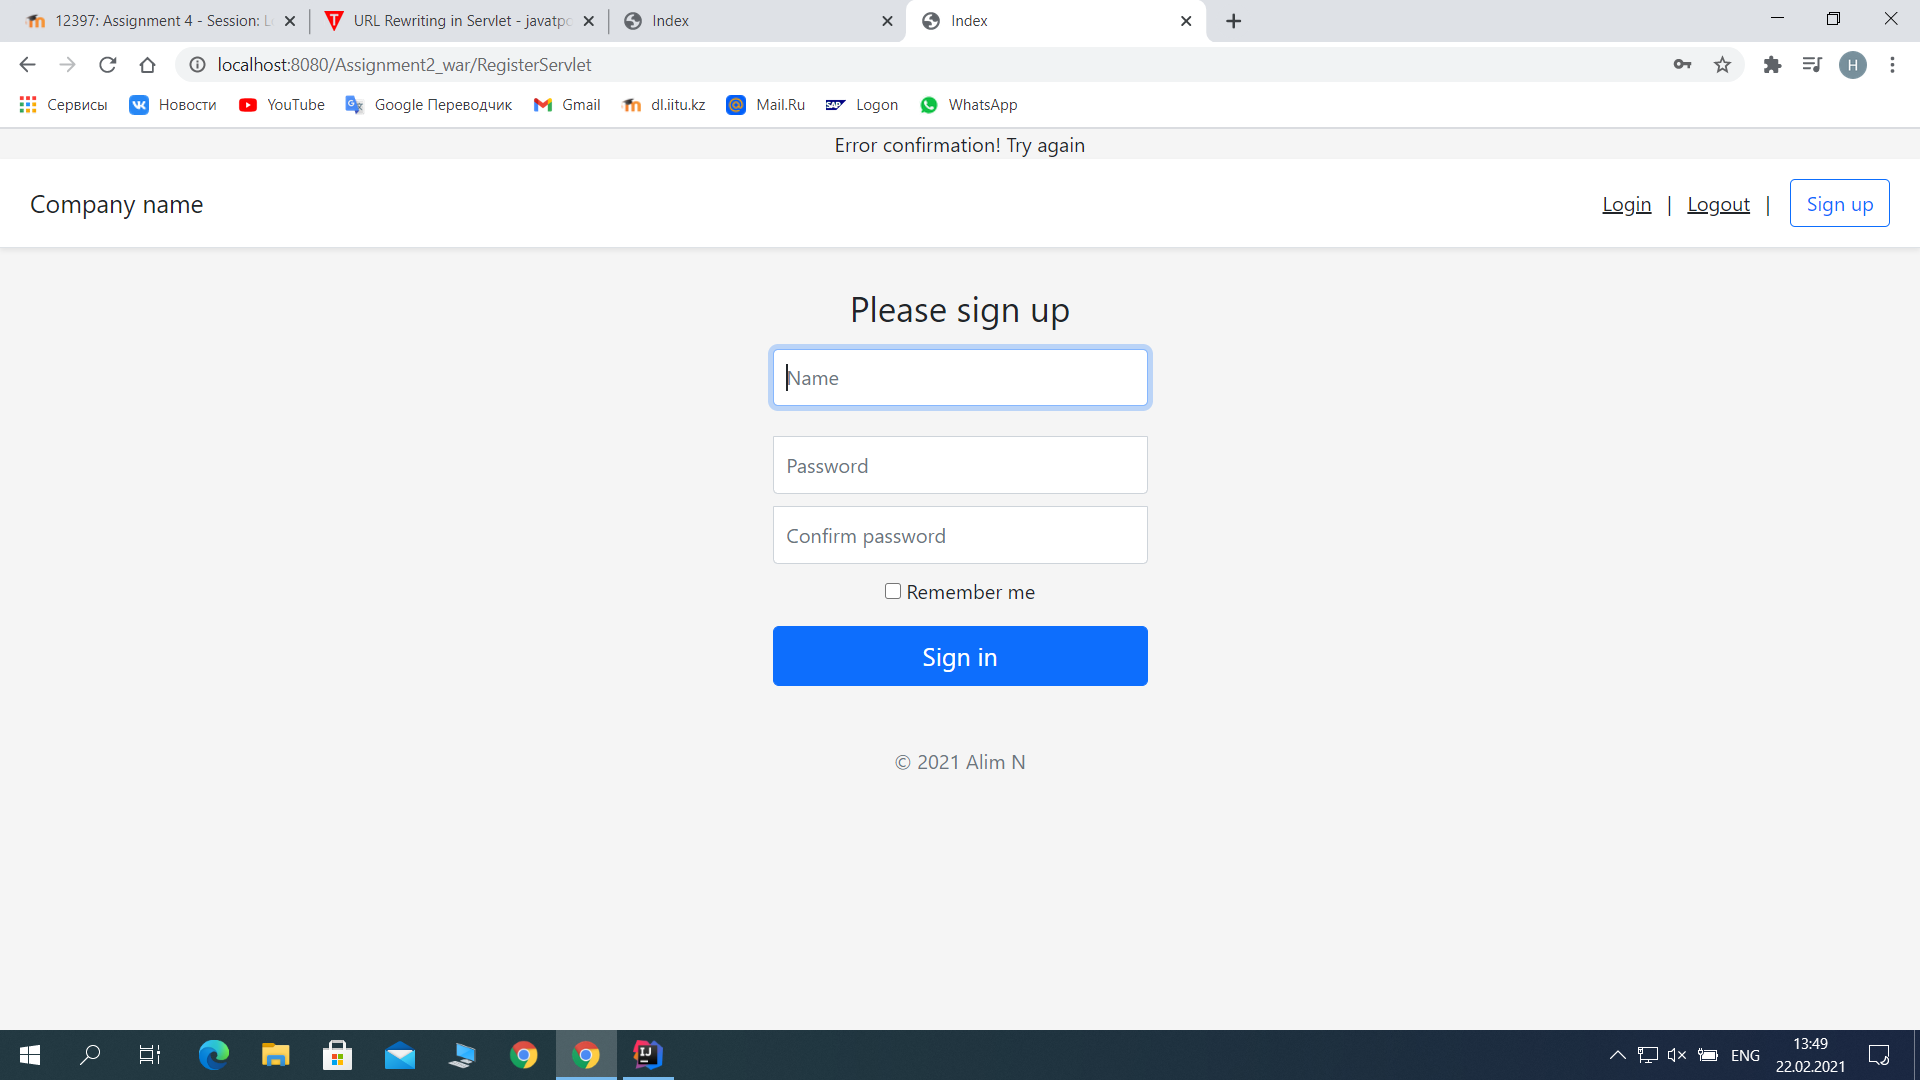 12397: Assignment 4 - Session: L
URL Rewriting in Servlet - javatpo
Index
Index
localhost:8080/Assignment2_war/RegisterServlet
H
Сервисы
Новости
YouTube
Google Переводчик
Gmail
dl.iitu.kz
Mail.Ru
SAP
Logon
WhatsApp
Error confirmation! Try again
Company name
Login | Logout |
Sign up
Please sign up
Name
Password
Confirm password
Remember me
Sign in
© 2021 Alim N
IJ
ENG
13:49
22.02.2021